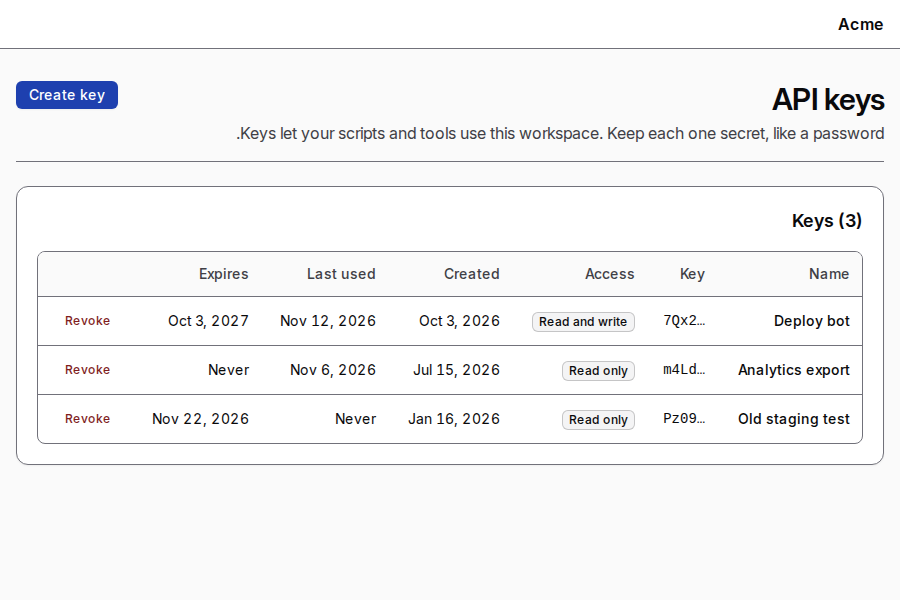 Acme
API keys
Create key
Keys let your scripts and tools use this workspace. Keep each one secret, like a password.
Keys (3)
Name Key Access Created Last used Expires
Deploy bot 7Qx2… Read and write Oct 3, 2026 Nov 12, 2026 Oct 3, 2027 Revoke
Analytics export m4Ld… Read only Jul 15, 2026 Nov 6, 2026 Never Revoke
Old staging test Pz09… Read only Jan 16, 2026 Never Nov 22, 2026 Revoke